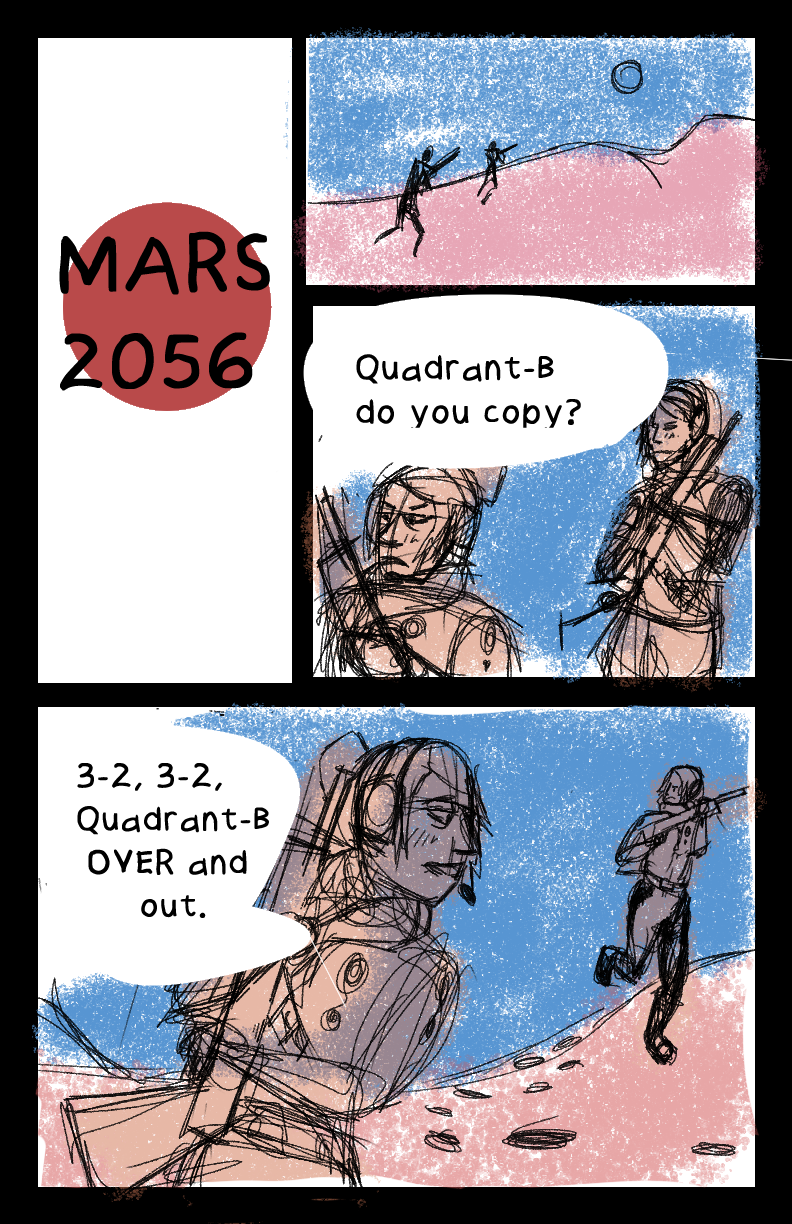 MARS
2056
Quadrant-B
do you copy?
3-2, 3-2,
Quadrant-B
OVER and
out.